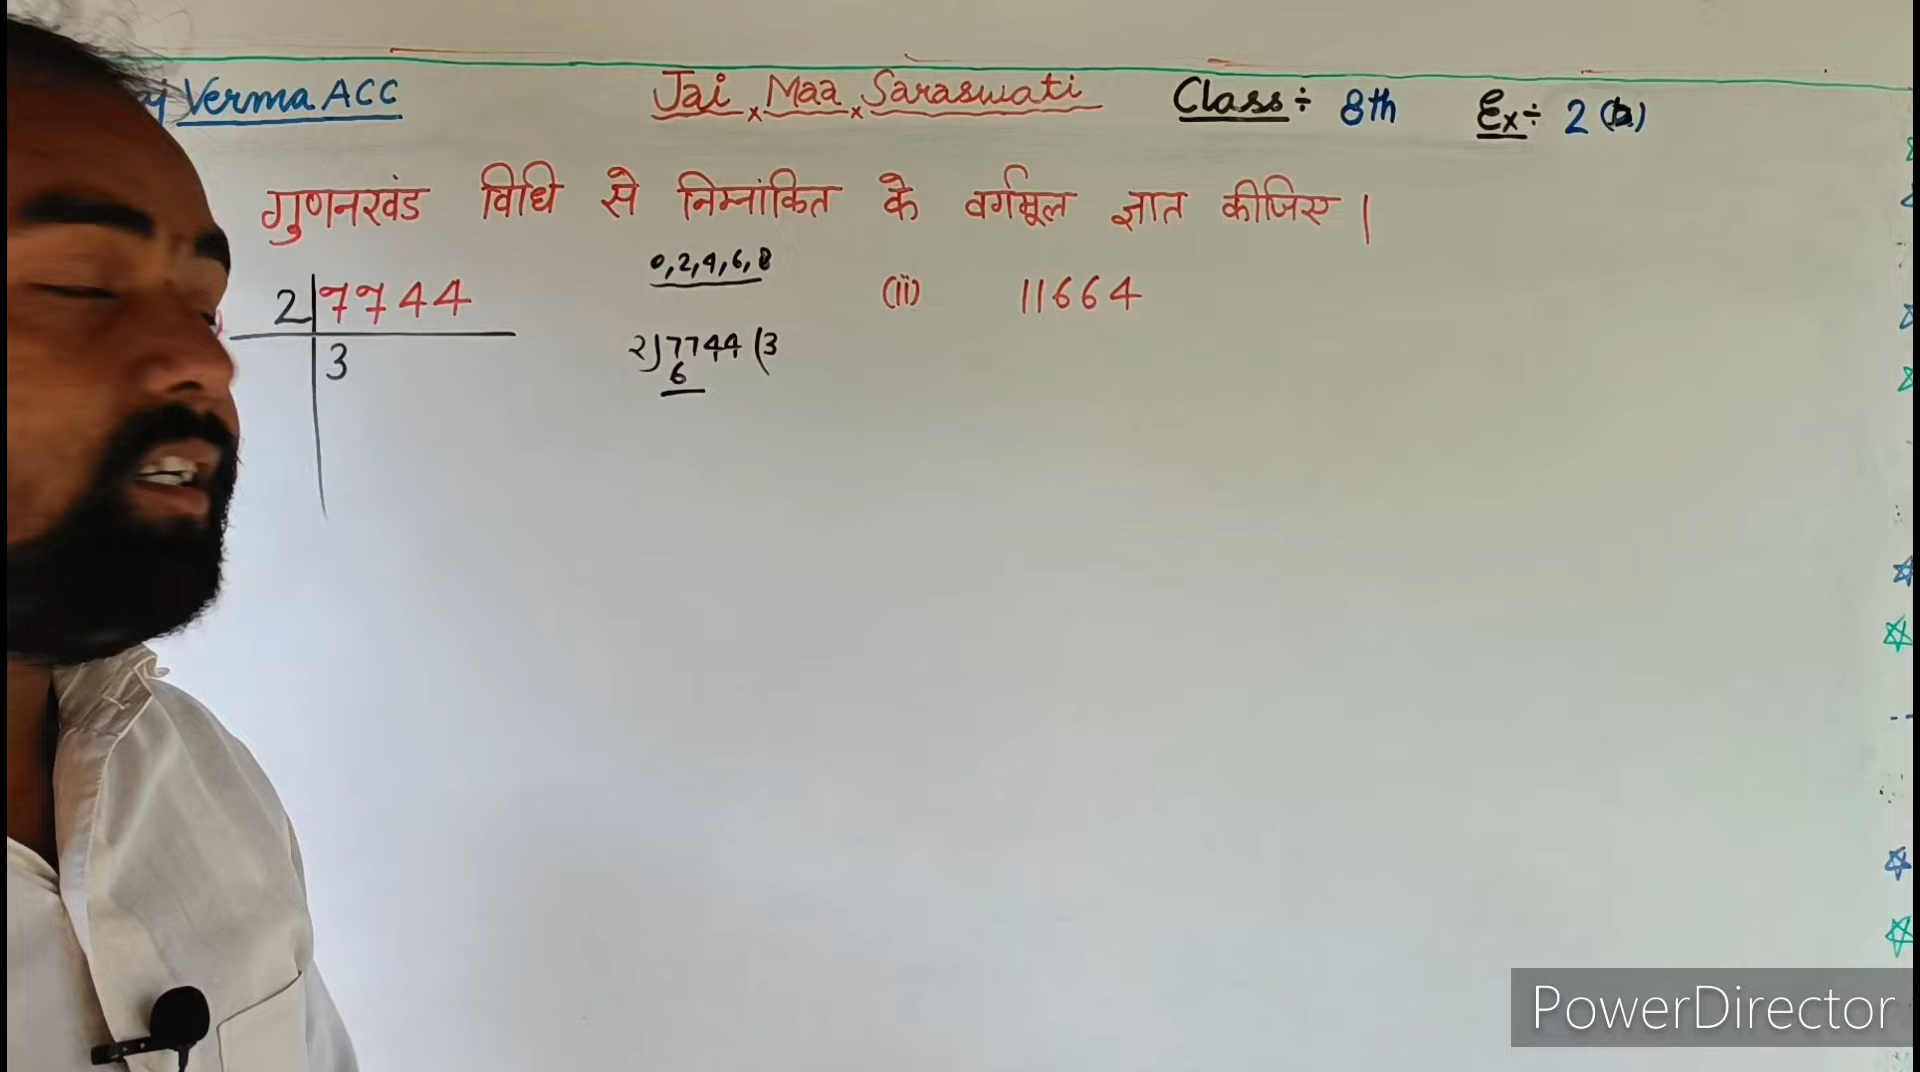 Verma ACC Jai x Maa x Saraswati Class ÷ 8th Ex ÷ 2 (b)
गुणनखंड विधि से निम्नांकित के वर्गमूल ज्ञात कीजिए |
0,2,4,6,8
2|7744 (ii) 11664
3 2)7744(3
6
PowerDirector